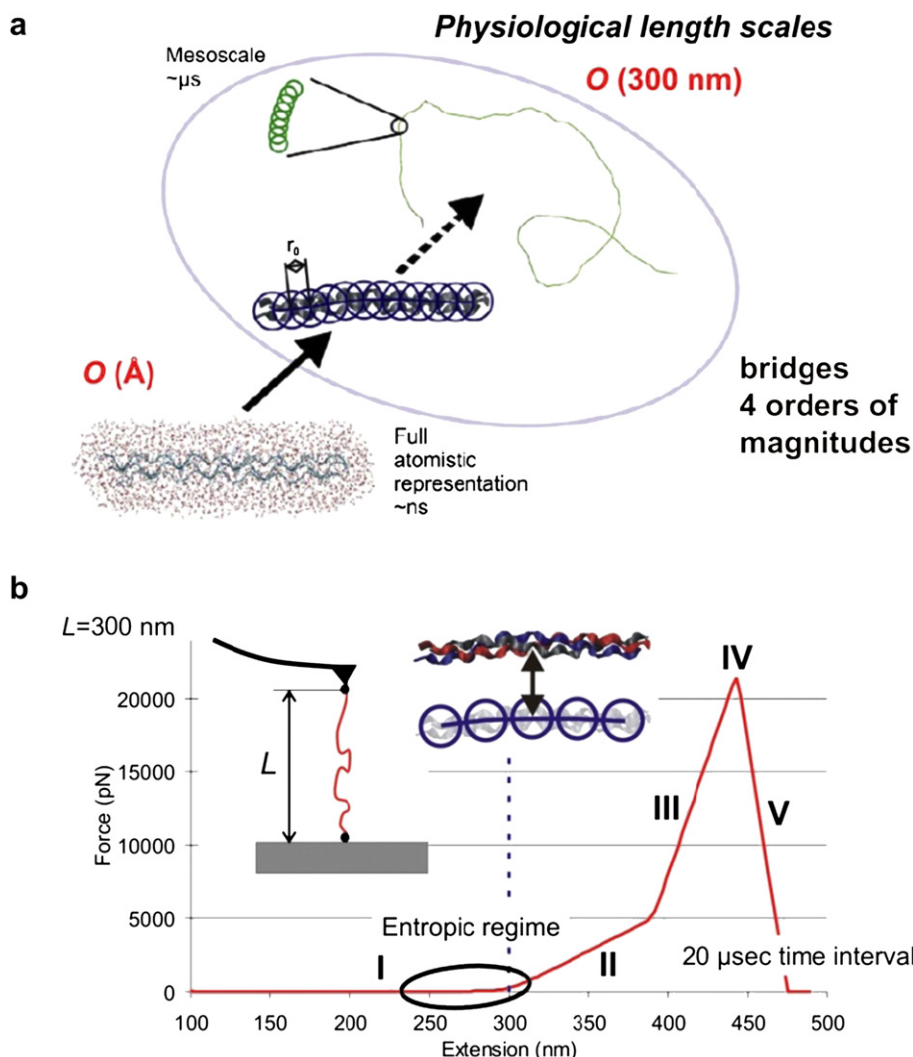 a
Physiological length scales
Mesoscale
~μs
O (300 nm)
r₀
O (Å)
bridges
4 orders of
magnitudes
Full
atomistic
representation
~ns
b
L=300 nm
IV
20000
L
15000
III
V
Force (pN)
10000
5000
Entropic regime
I
II
20 μsec time interval
0
100 150 200 250 300 350 400 450 500
Extension (nm)